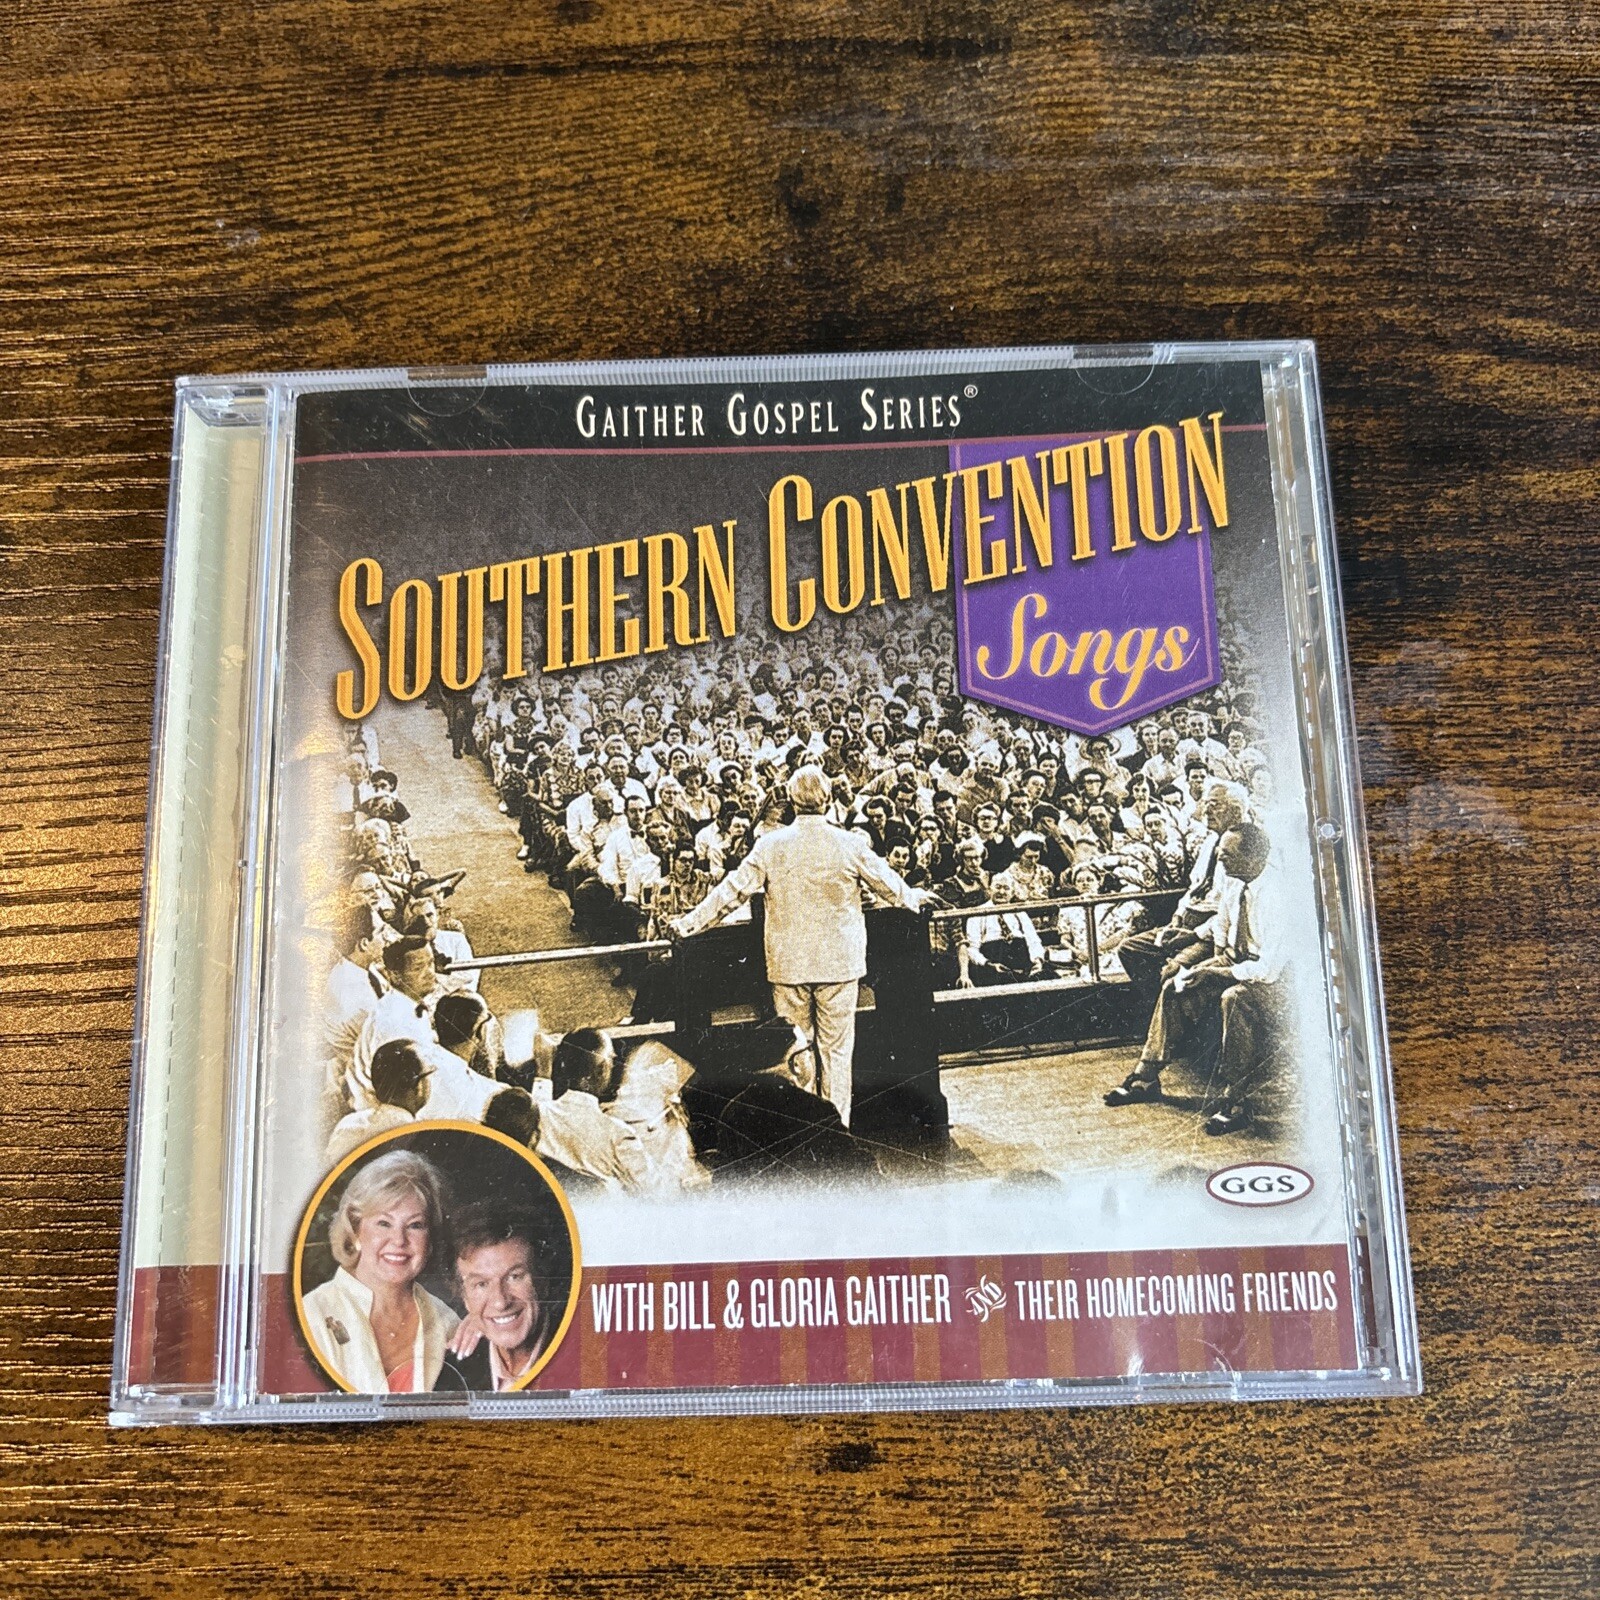 GAITHER GOSPEL SERIES®
SOUTHERN CONVENTION
Songs
GGS
WITH BILL & GLORIA GAITHER and THEIR HOMECOMING FRIENDS